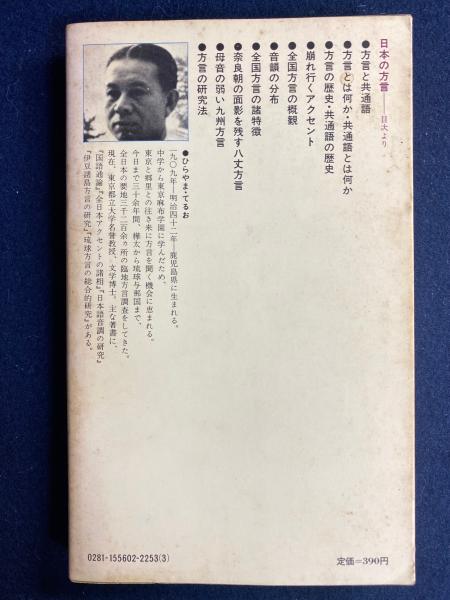 日本の方言――目次より
●方言と共通語
●方言とは何か・共通語とは何か
●方言の歴史・共通語の歴史
●崩れ行くアクセント
●全国方言の概観
●音韻の分布
●全国方言の諸特徴
●奈良朝の面影を残す八丈方言
●母音の弱い九州方言
●方言の研究法
●ひらやま・てるお
一九〇九年―明治四十二年―鹿児島県に生まれる。
中学から東京麻布学園に学んだため、
東京と郷里との往き来に方言を聞く機会に恵まれる。
今日まで三十余年間、樺太から琉球与那国まで、
全日本の要地三千二百余ヵ所の臨地方言調査をしてきた。
現在、東京都立大学名誉教授、文学博士。主な著書に、
『国語通論』『全日本アクセントの諸相』『日本語音調の研究』
『伊豆諸島方言の研究』『琉球方言の総合的研究』がある。
0281-155602-2253(3)
定価=390円